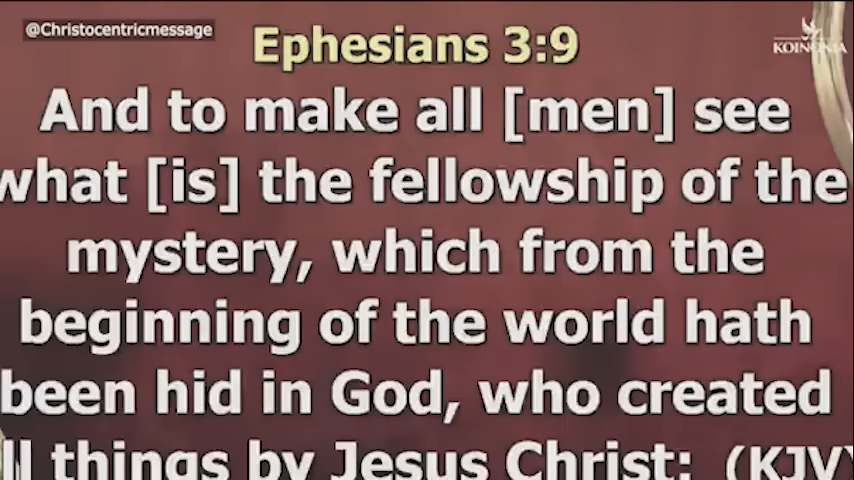 @Christocentricmessage
KOINONIA
Ephesians 3:9
And to make all [men] see
what [is] the fellowship of the
mystery, which from the
beginning of the world hath
been hid in God, who created
ll things by Jesus Christ: (KJV)